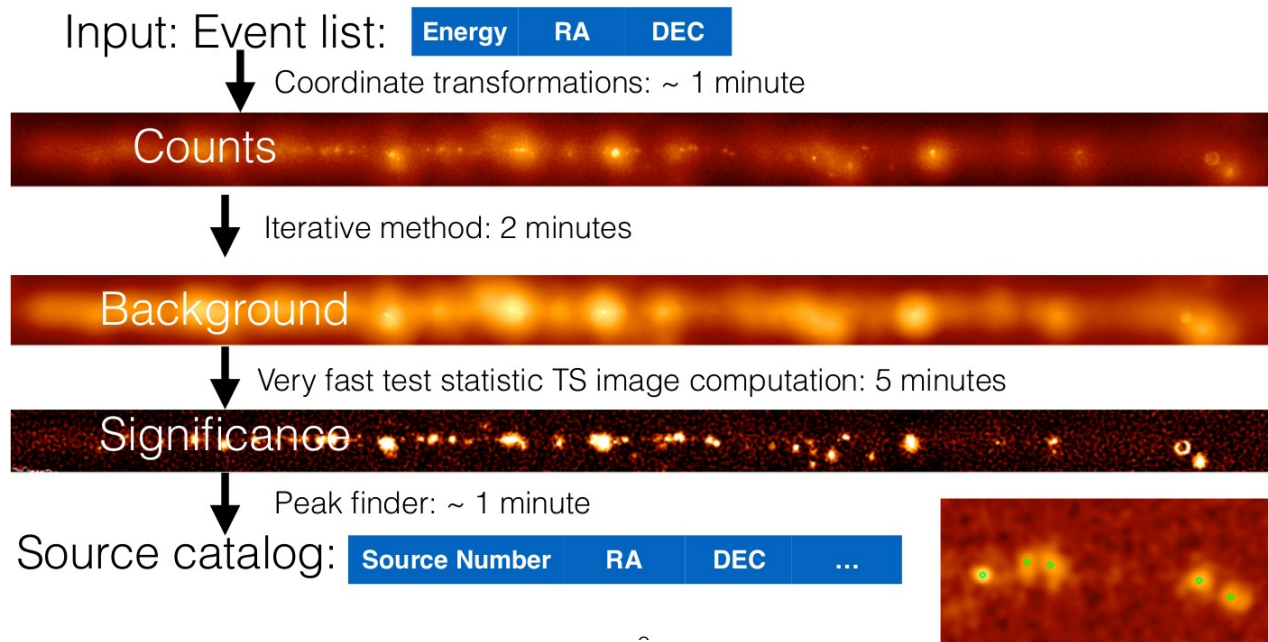 Input: Event list: Energy RA DEC
Coordinate transformations: ~ 1 minute
Counts
Iterative method: 2 minutes
Background
Very fast test statistic TS image computation: 5 minutes
Significance
Peak finder: ~ 1 minute
Source catalog: Source Number RA DEC ...